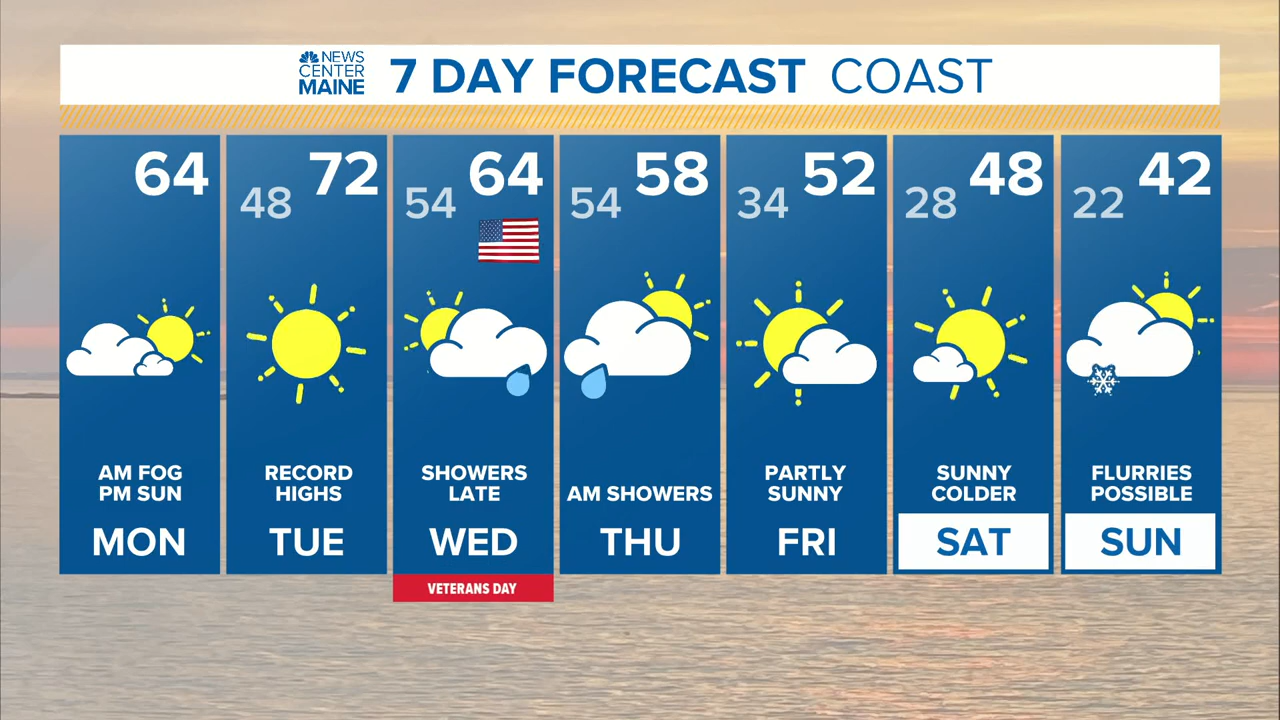 NEWS
CENTER
MAINE
7 DAY FORECAST COAST
64
48 72
54 64
54 58
34 52
28 48
22 42
AM FOG
PM SUN
RECORD
HIGHS
SHOWERS
LATE
AM SHOWERS
PARTLY
SUNNY
SUNNY
COLDER
FLURRIES
POSSIBLE
MON
TUE
WED
THU
FRI
SAT
SUN
VETERANS DAY